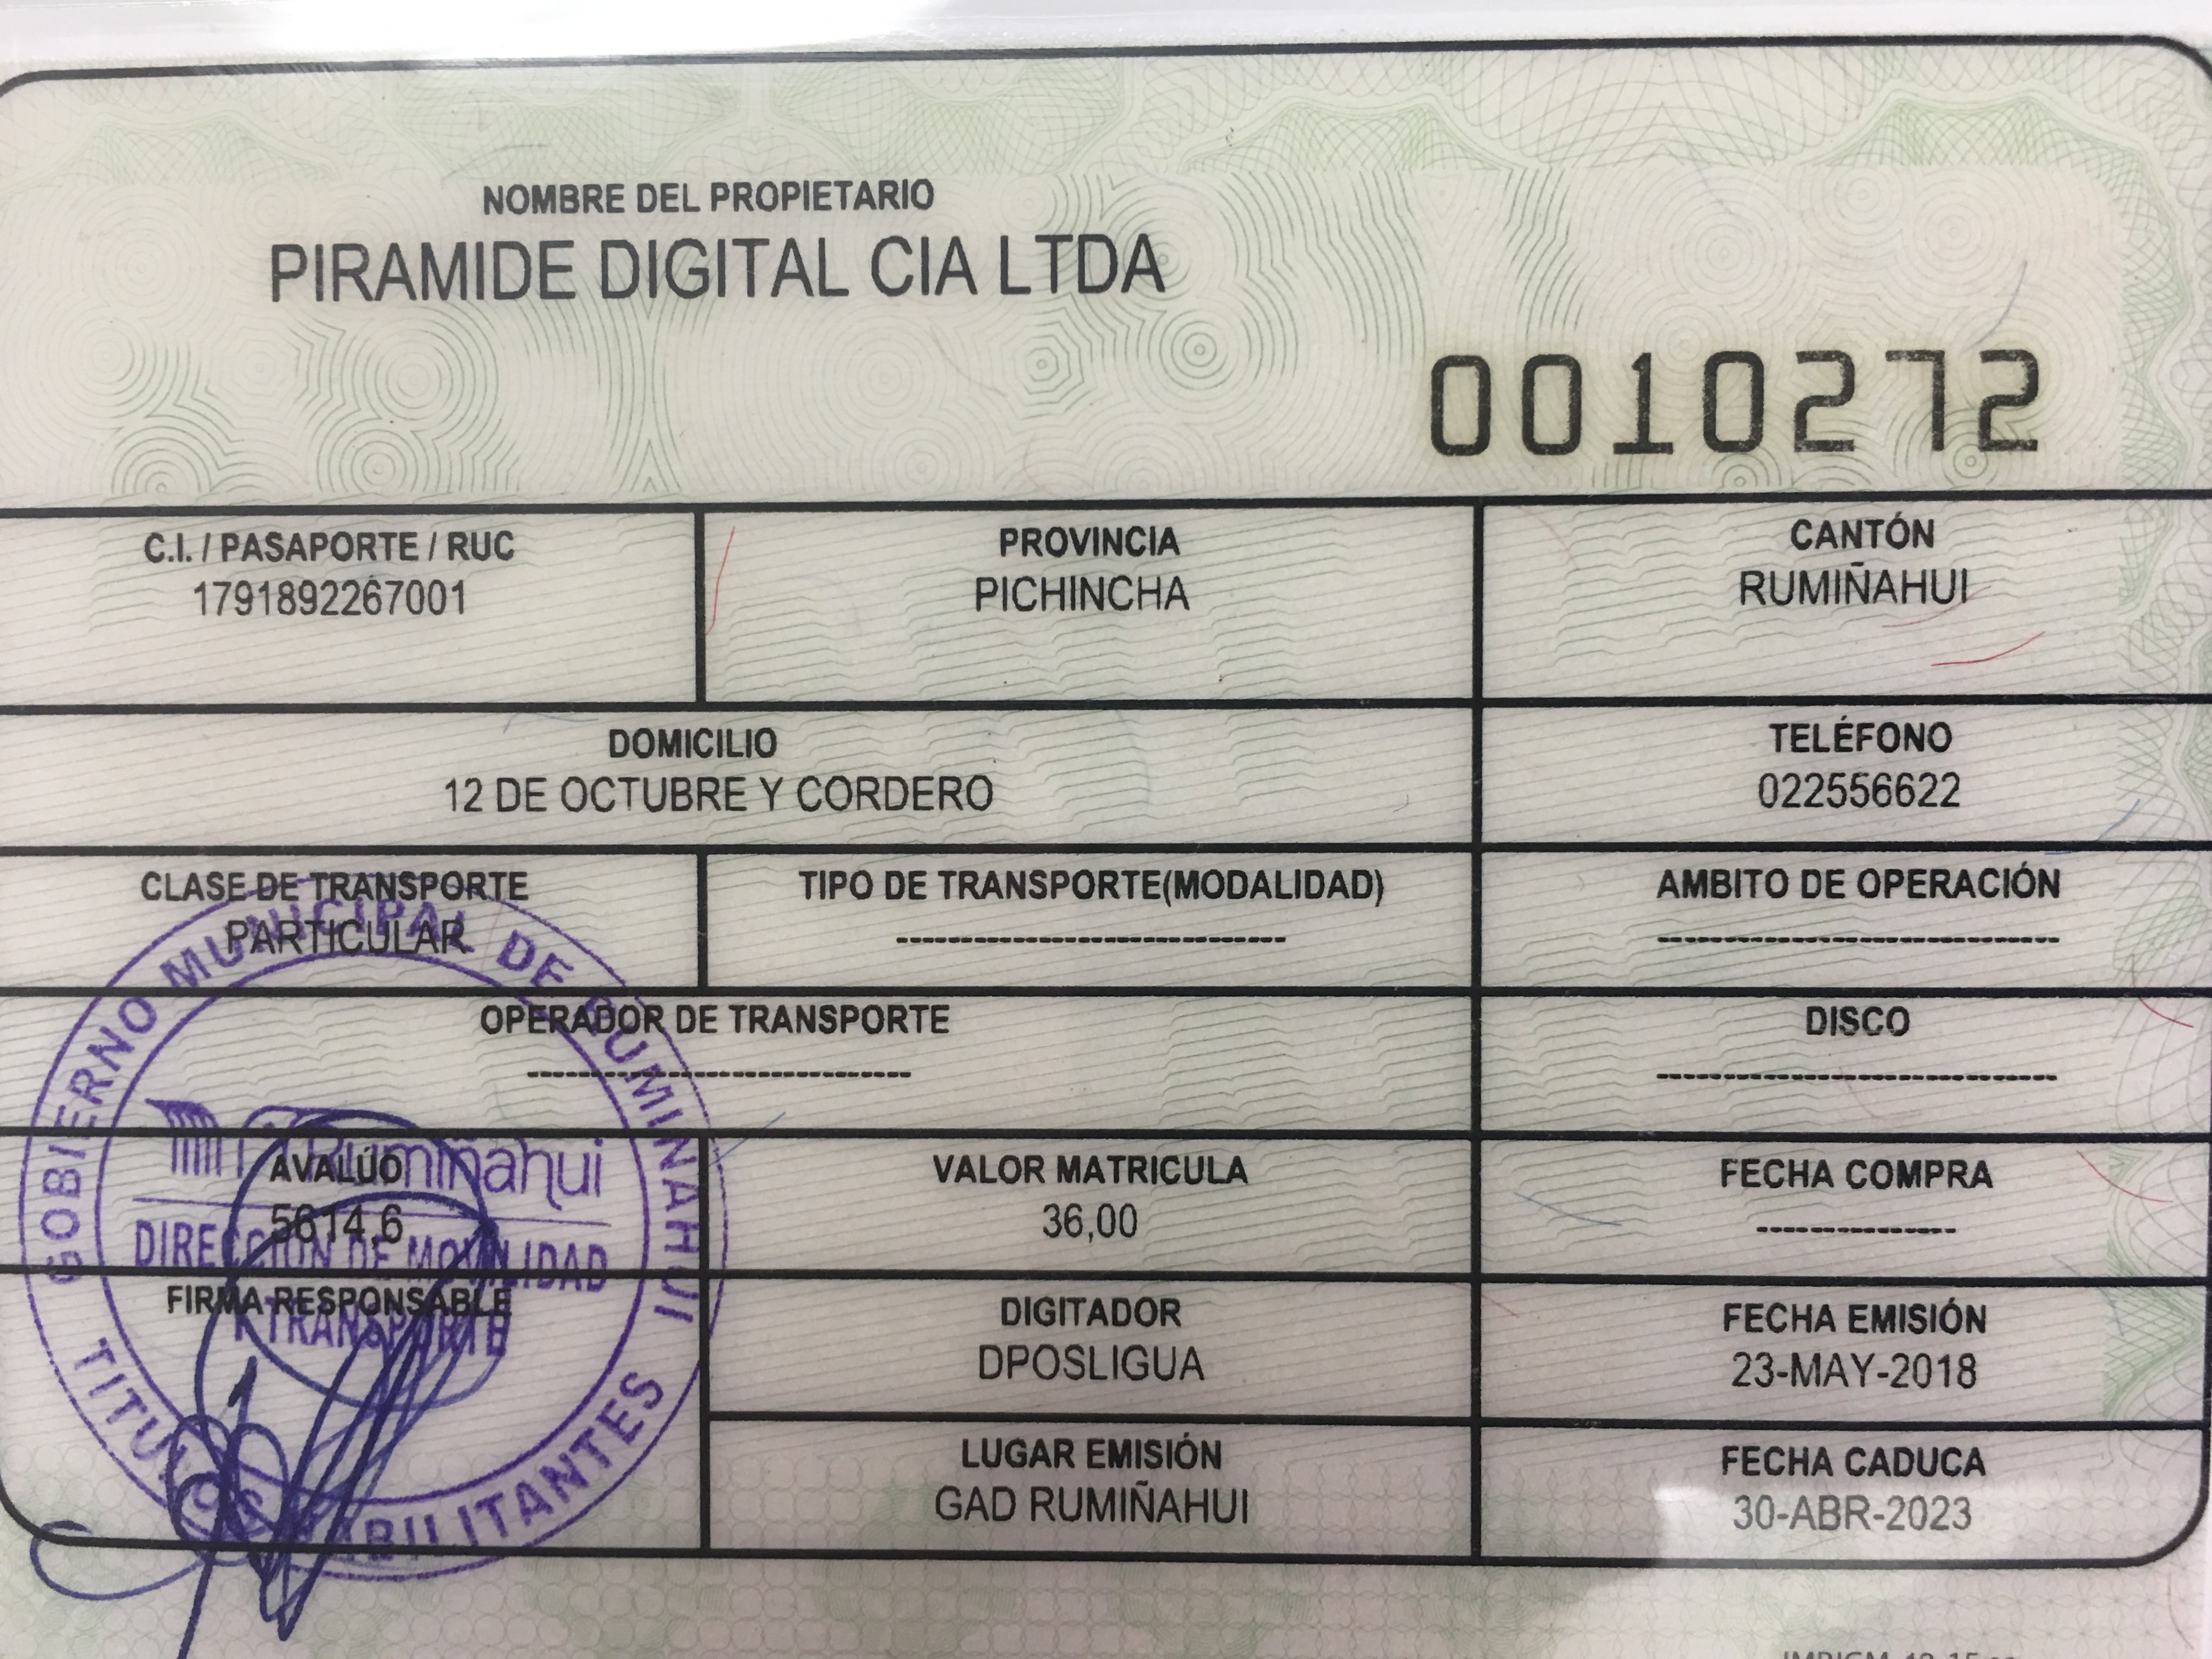 NOMBRE DEL PROPIETARIO
PIRAMIDE DIGITAL CIA LTDA
0010272
C.I. / PASAPORTE / RUC
1791892267001
PROVINCIA
PICHINCHA
CANTÓN
RUMIÑAHUI
DOMICILIO
12 DE OCTUBRE Y CORDERO
TELÉFONO
022556622
CLASE DE TRANSPORTE
PARTICULAR
TIPO DE TRANSPORTE(MODALIDAD)
------------------------------
AMBITO DE OPERACIÓN
-------------------------------
OPERADOR DE TRANSPORTE
------------------------------
DISCO
-------------------------------
AVALÚO
5614,6
VALOR MATRICULA
36,00
FECHA COMPRA
---------------
FIRMA RESPONSABLE
DIGITADOR
DPOSLIGUA
FECHA EMISIÓN
23-MAY-2018
LUGAR EMISIÓN
GAD RUMIÑAHUI
FECHA CADUCA
30-ABR-2023
GOBIERNO MUNICIPAL DE RUMIÑAHUI
Rumiñahui
DIRECCIÓN DE MOVILIDAD
Y TRANSPORTE
TITULOS HABILITANTES